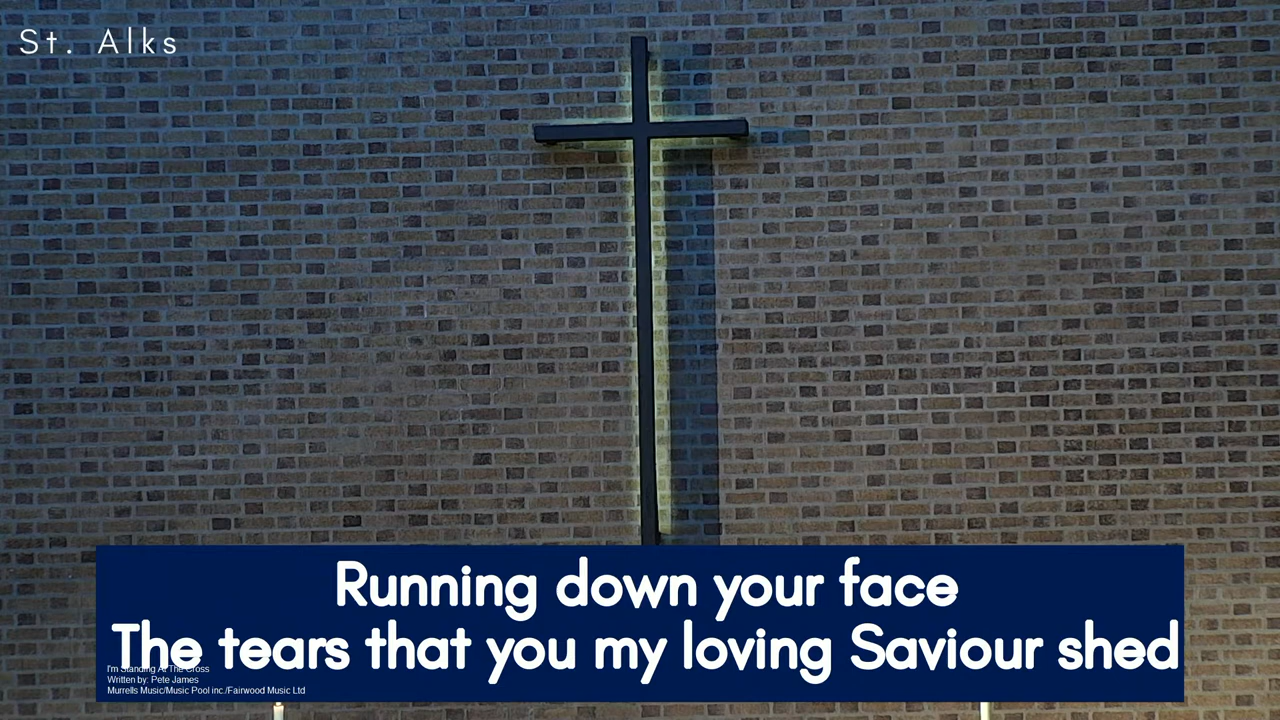 St. Alks
Running down your face
The tears that you my loving Saviour shed
I'm Standing At The Cross
Written by: Pete James
Murrells Music/Music Pool inc./Fairwood Music Ltd